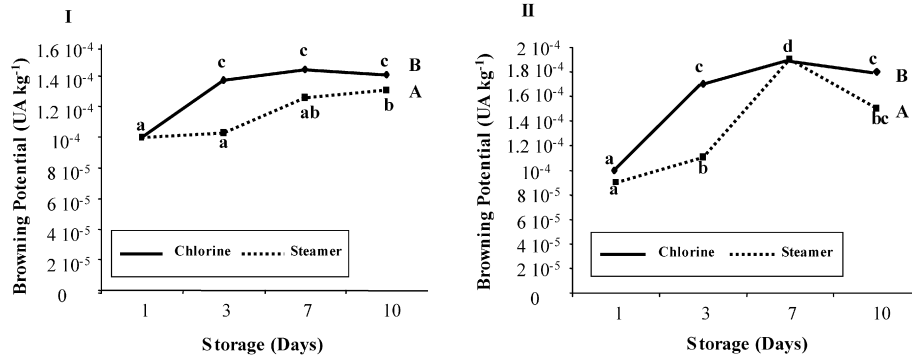 I
Browning Potential (UA kg⁻¹)
1.6 10⁻⁴
1.4 10⁻⁴
1.2 10⁻⁴
10⁻⁴
8 10⁻⁵
6 10⁻⁵
4 10⁻⁵
2 10⁻⁵
0
a
c
c
c
B
a
ab
b
A
Chlorine
Steamer
1
3
7
10
Storage (Days)
II
Browning Potential (UA kg⁻¹)
2 10⁻⁴
1.8 10⁻⁴
1.6 10⁻⁴
1.4 10⁻⁴
1.2 10⁻⁴
10⁻⁴
8 10⁻⁵
6 10⁻⁵
4 10⁻⁵
2 10⁻⁵
0
a
c
d
c
B
a
b
bc
A
Chlorine
Steamer
1
3
7
10
Storage (Days)